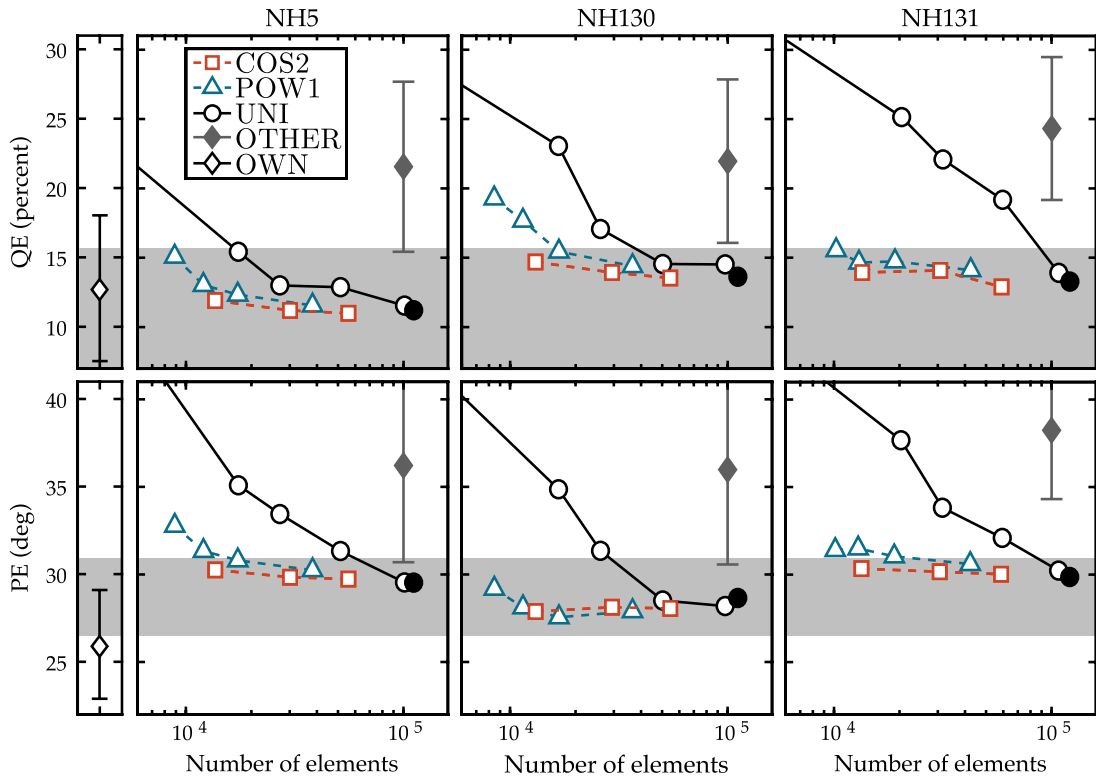 NH5 NH130 NH131
30
25
20
15
10
QE (percent)
COS2
POW1
UNI
OTHER
OWN
40
35
30
25
PE (deg)
10^4 10^5 10^4 10^5 10^4 10^5
Number of elements Number of elements Number of elements